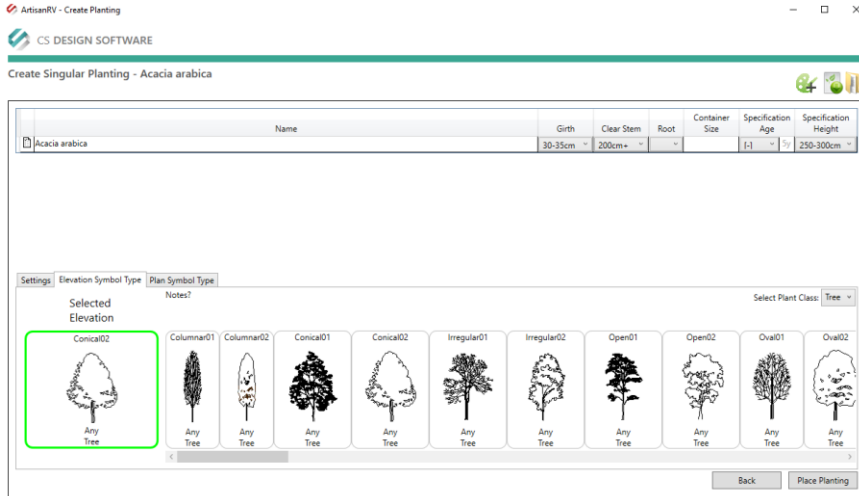 ArtisanRV - Create Planting
CS DESIGN SOFTWARE
Create Singular Planting - Acacia arabica
Name Girth Clear Stem Root Container Size Specification Age Specification Height
Acacia arabica 30-35cm 200cm+ (-) 5y 250-300cm
Settings Elevation Symbol Type Plan Symbol Type
Selected Elevation
Notes?
Select Plant Class: Tree
Conical02 Columnar01 Columnar02 Conical01 Conical02 Irregular01 Irregular02 Open01 Open02 Oval01 Oval02
Any Any Any Any Any Any Any Any Any Any Any
Tree Tree Tree Tree Tree Tree Tree Tree Tree Tree Tree
Back Place Planting